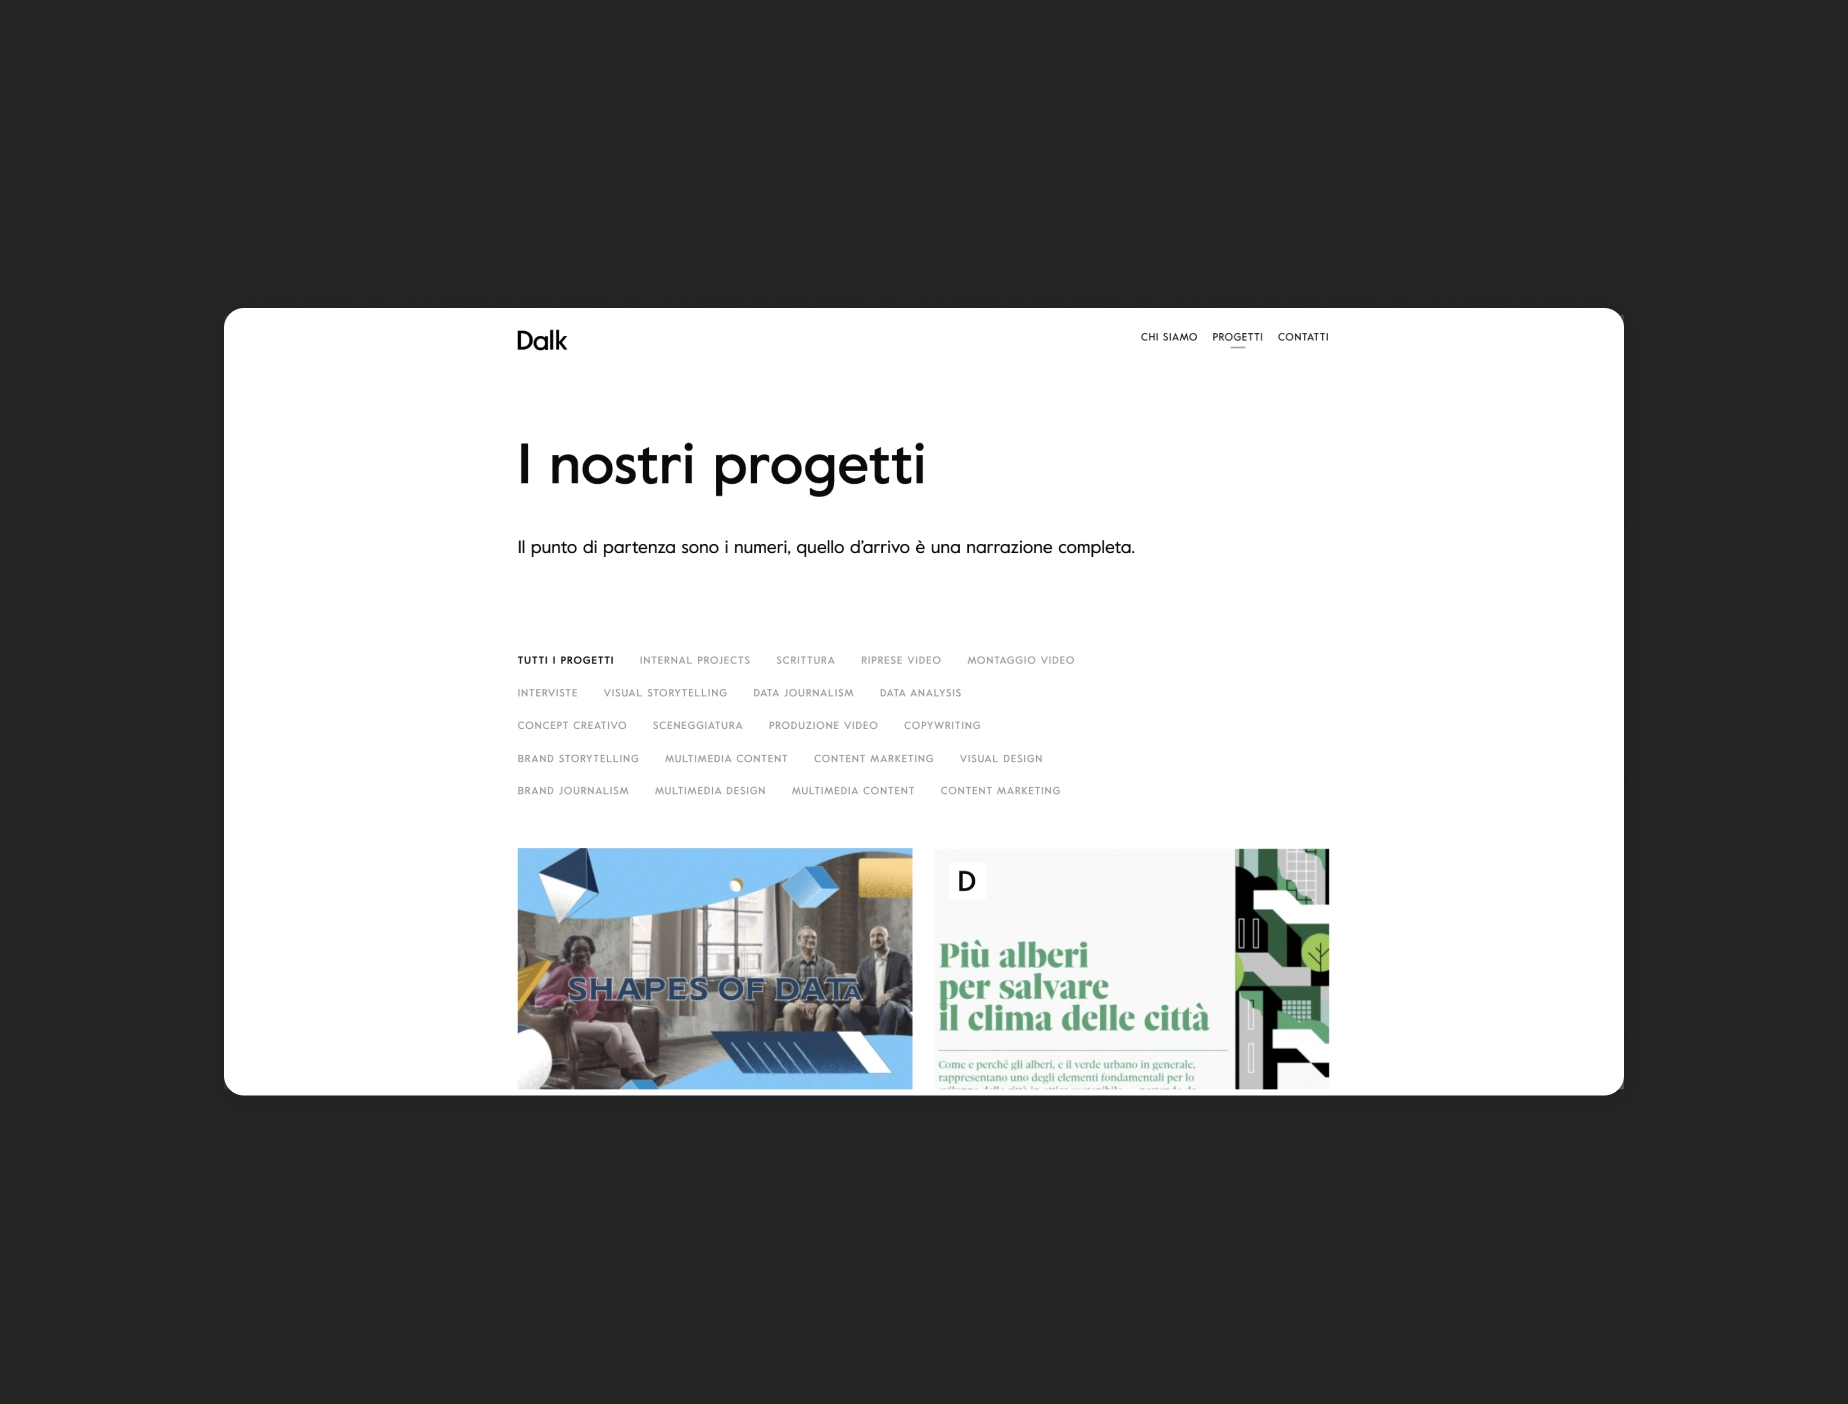 Dalk
CHI SIAMO PROGETTI CONTATTI
I nostri progetti
Il punto di partenza sono i numeri, quello d’arrivo è una narrazione completa.
TUTTI I PROGETTI INTERNAL PROJECTS SCRITTURA RIPRESE VIDEO MONTAGGIO VIDEO
INTERVISTE VISUAL STORYTELLING DATA JOURNALISM DATA ANALYSIS
CONCEPT CREATIVO SCENEGGIATURA PRODUZIONE VIDEO COPYWRITING
BRAND STORYTELLING MULTIMEDIA CONTENT CONTENT MARKETING VISUAL DESIGN
BRAND JOURNALISM MULTIMEDIA DESIGN MULTIMEDIA CONTENT CONTENT MARKETING
SHAPES OF DATA
D
Più alberi
per salvare
il clima delle città
Come e perché gli alberi, e il verde urbano in generale,
rappresentano uno degli elementi fondamentali per lo